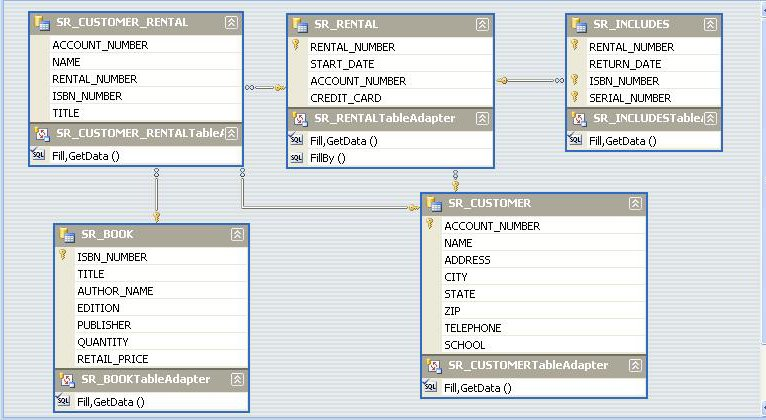 SR_CUSTOMER_RENTAL
ACCOUNT_NUMBER
NAME
RENTAL_NUMBER
ISBN_NUMBER
TITLE
SR_CUSTOMER_RENTALTableA
Fill,GetData ()
SR_RENTAL
RENTAL_NUMBER
START_DATE
ACCOUNT_NUMBER
CREDIT_CARD
SR_RENTALTableAdapter
Fill,GetData ()
FillBy ()
SR_INCLUDES
RENTAL_NUMBER
RETURN_DATE
ISBN_NUMBER
SERIAL_NUMBER
SR_INCLUDESTableA
Fill,GetData ()
SR_BOOK
ISBN_NUMBER
TITLE
AUTHOR_NAME
EDITION
PUBLISHER
QUANTITY
RETAIL_PRICE
SR_BOOKTableAdapter
Fill,GetData ()
SR_CUSTOMER
ACCOUNT_NUMBER
NAME
ADDRESS
CITY
STATE
ZIP
TELEPHONE
SCHOOL
SR_CUSTOMERTableAdapter
Fill,GetData ()